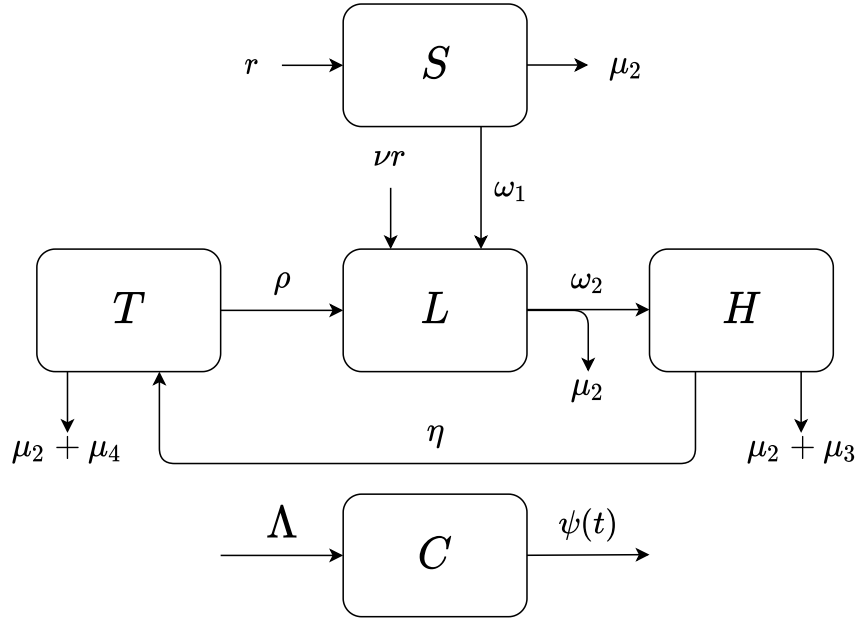 r S μ₂
νr
ω₁
T ρ L ω₂ H
μ₂
μ₂ + μ₄ η μ₂ + μ₃
Λ C ψ(t)